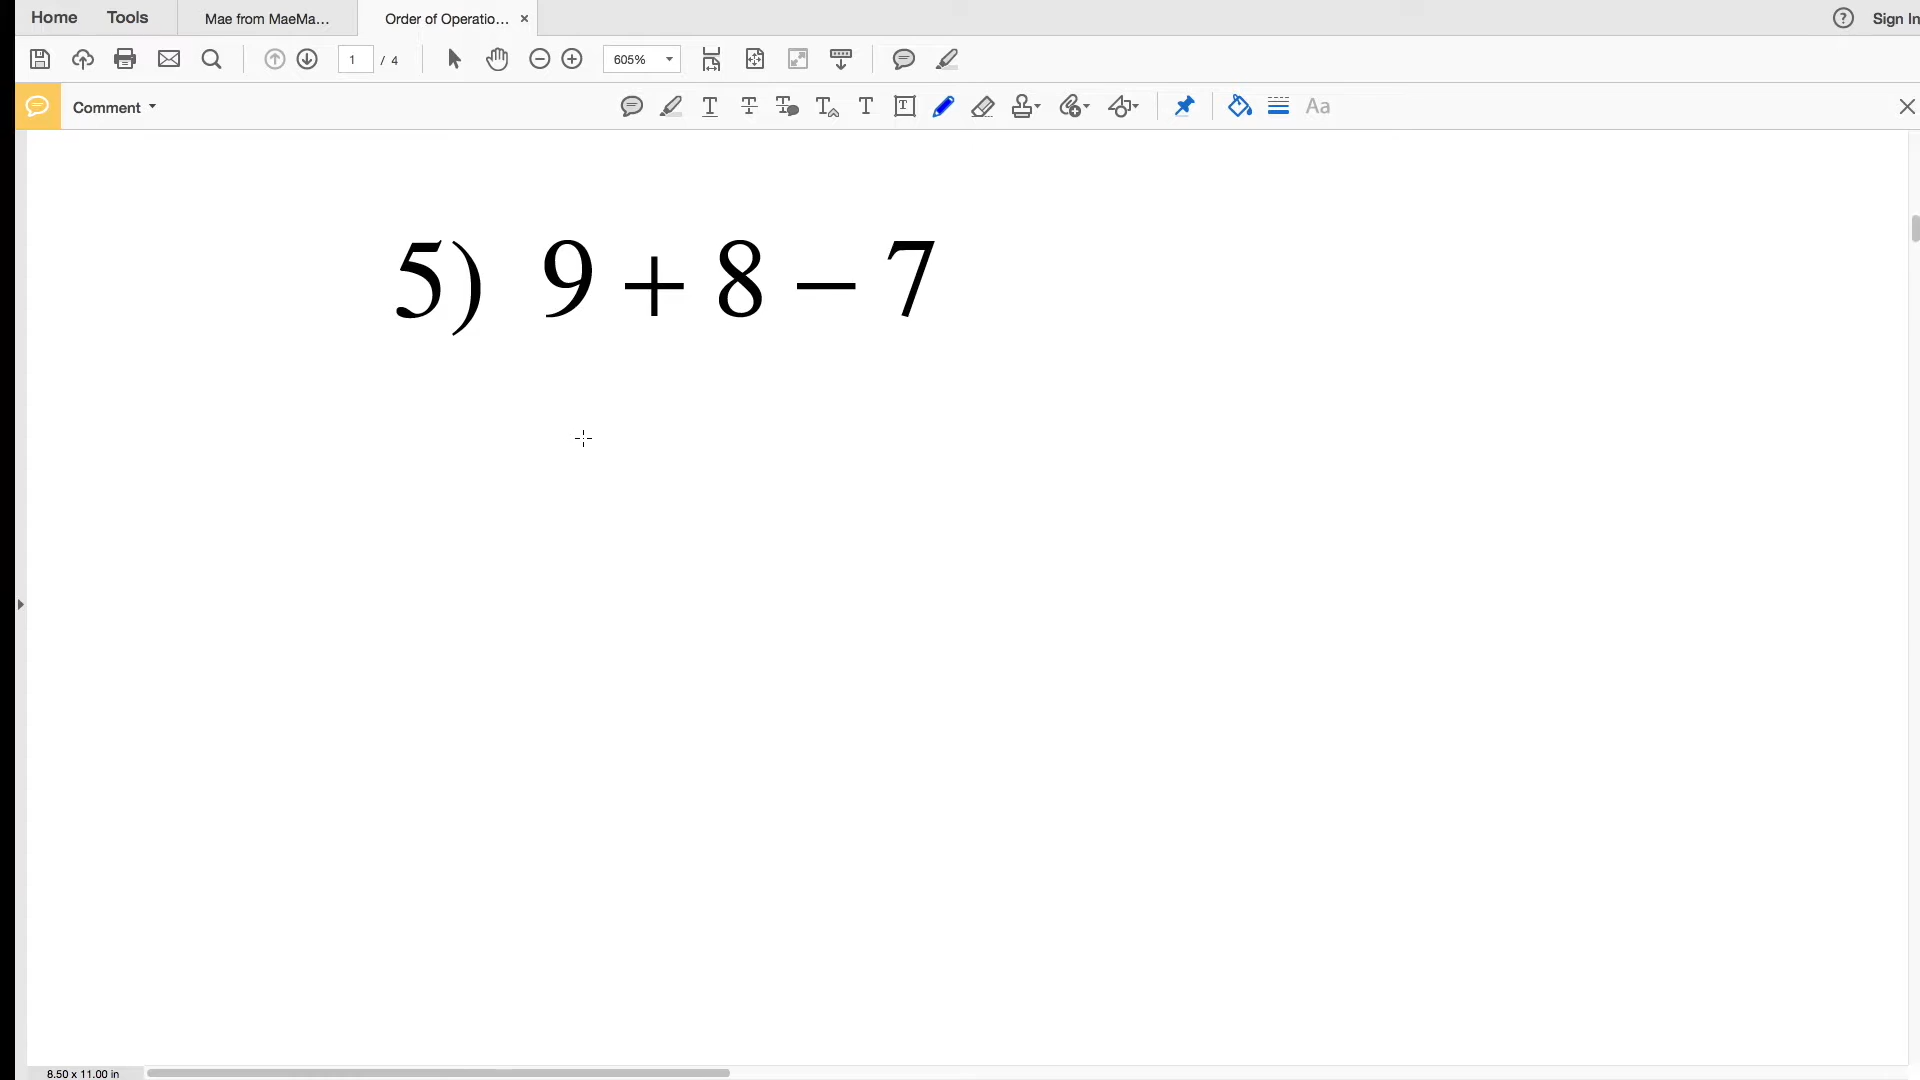 Home Tools Mae from MaeMa... Order of Operatio... × ? Sign In
1 / 4 605%
Comment T T T T T T Aa
5) 9 + 8 − 7
8.50 x 11.00 in